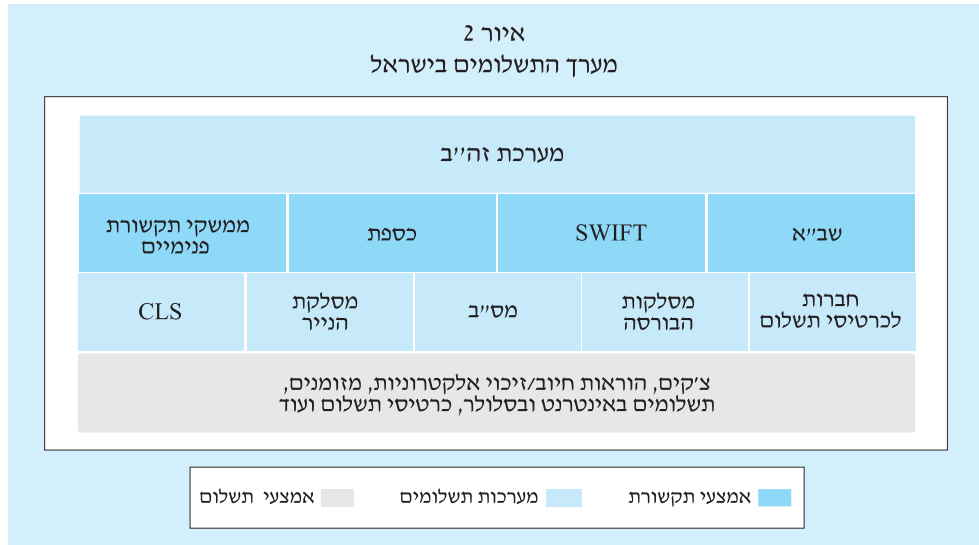 איור 2
מערך התשלומים בישראל
מערכת זה''ב
שב''א
SWIFT
כספת
ממשקי תקשורת
פנימיים
חברות
לכרטיסי תשלום
מסלקות
הבורסה
מס''ב
מסלקת
הנייר
CLS
צ'קים, הוראות חיוב/זיכוי אלקטרוניות, מזומנים,
תשלומים באינטרנט ובסלולר, כרטיסי תשלום ועוד
אמצעי תקשורת
מערכות תשלומים
אמצעי תשלום